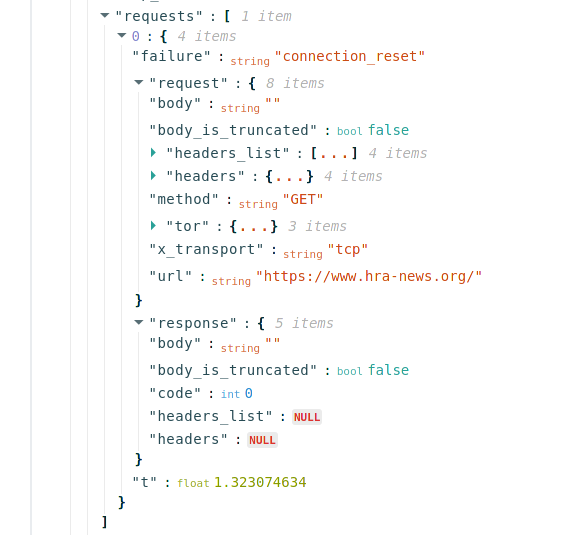 "requests" : [ 1 item
0 : { 4 items
"failure" : string "connection_reset"
"request" : { 8 items
"body" : string ""
"body_is_truncated" : bool false
"headers_list" : [...] 4 items
"headers" : {...} 4 items
"method" : string "GET"
"tor" : {...} 3 items
"x_transport" : string "tcp"
"url" : string "https://www.hra-news.org/"
}
"response" : { 5 items
"body" : string ""
"body_is_truncated" : bool false
"code" : int 0
"headers_list" : NULL
"headers" : NULL
}
"t" : float 1.323074634
}
]